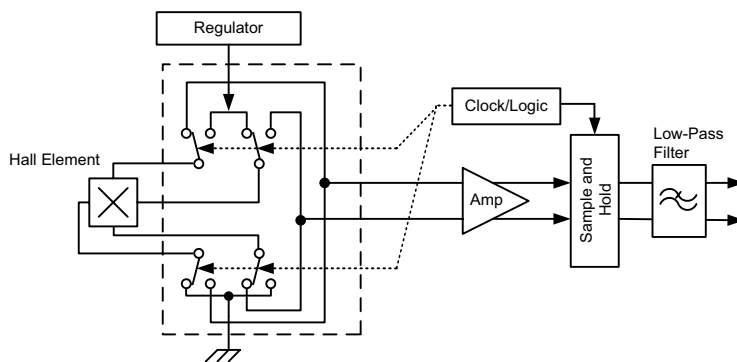 Regulator
Clock/Logic
Low-Pass
Filter
Hall Element
Amp
Sample and
Hold